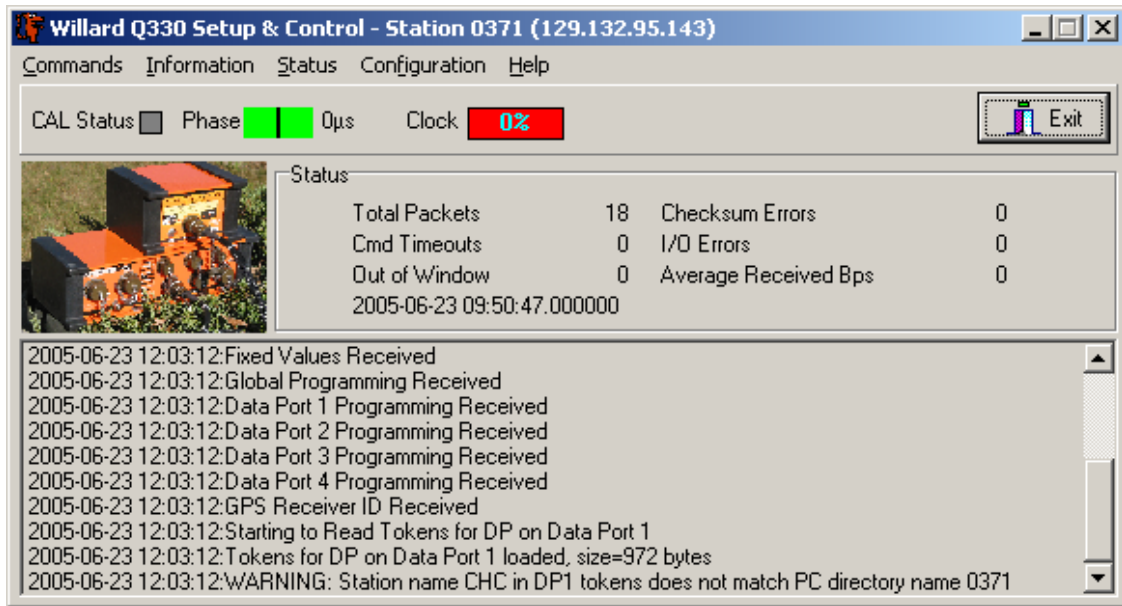 Willard Q330 Setup & Control - Station 0371 (129.132.95.143)
Commands Information Status Configuration Help
CAL Status Phase 0µs Clock 0% Exit
Status
Total Packets 18 Checksum Errors 0
Cmd Timeouts 0 I/O Errors 0
Out of Window 0 Average Received Bps 0
2005-06-23 09:50:47.000000
2005-06-23 12:03:12:Fixed Values Received
2005-06-23 12:03:12:Global Programming Received
2005-06-23 12:03:12:Data Port 1 Programming Received
2005-06-23 12:03:12:Data Port 2 Programming Received
2005-06-23 12:03:12:Data Port 3 Programming Received
2005-06-23 12:03:12:Data Port 4 Programming Received
2005-06-23 12:03:12:GPS Receiver ID Received
2005-06-23 12:03:12:Starting to Read Tokens for DP on Data Port 1
2005-06-23 12:03:12:Tokens for DP on Data Port 1 loaded, size=972 bytes
2005-06-23 12:03:12:WARNING: Station name CHC in DP1 tokens does not match PC directory name 0371